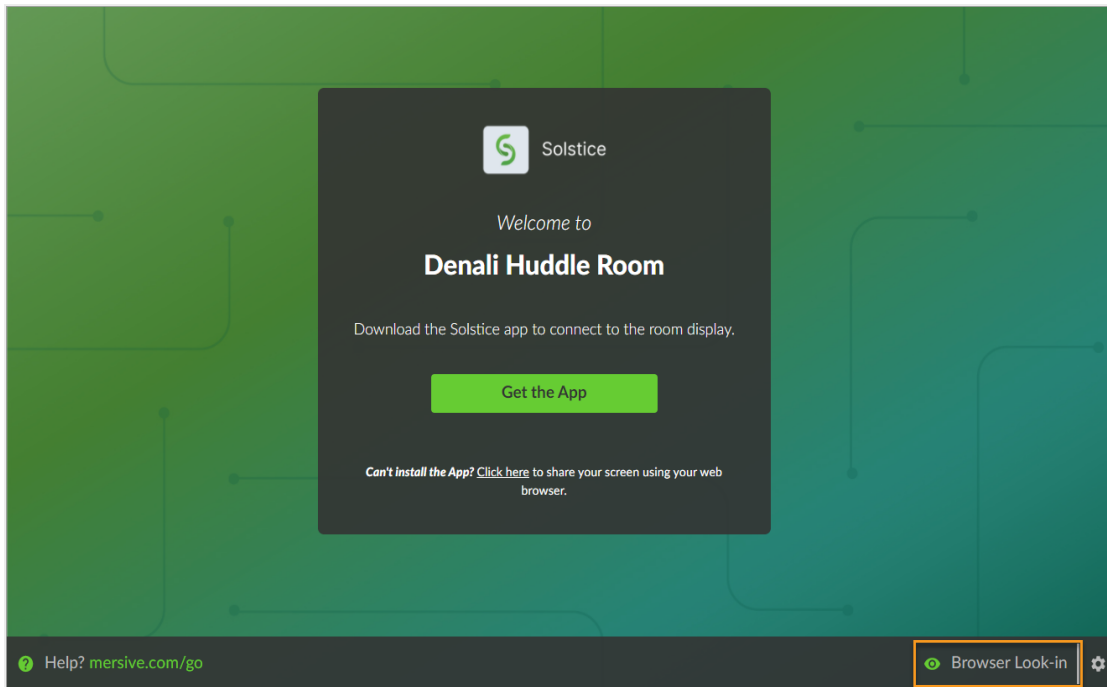 Solstice
Welcome to
Denali Huddle Room
Download the Solstice app to connect to the room display.
Get the App
Can't install the App? Click here to share your screen using your web
browser.
? Help? mersive.com/go
Browser Look-in